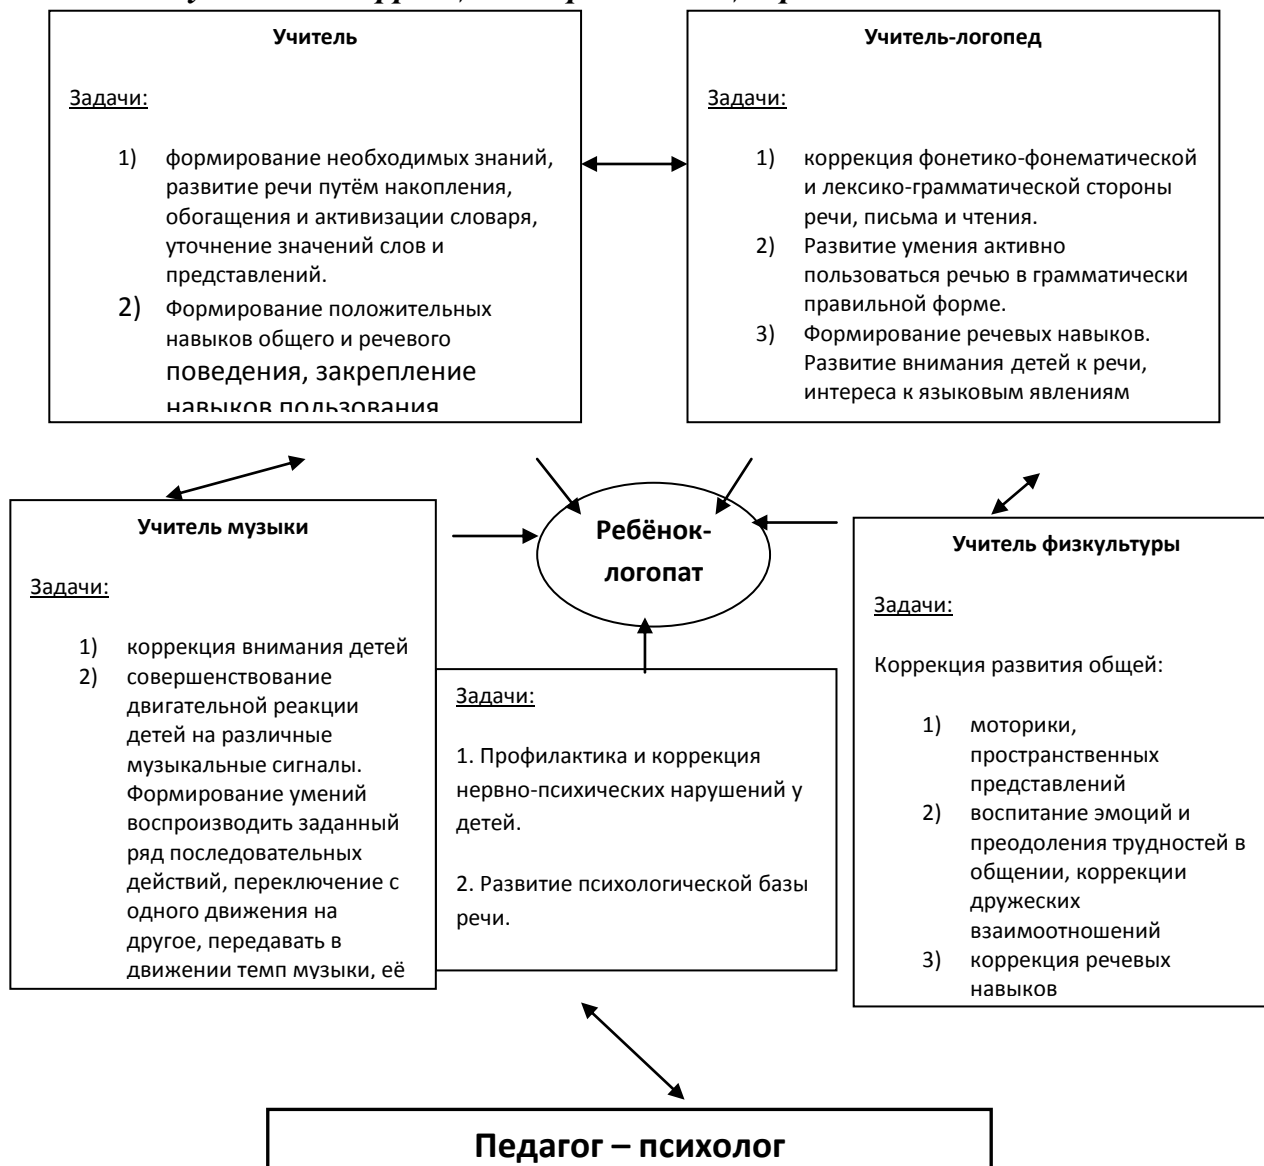 Учитель
Задачи:
1) формирование необходимых знаний,
развитие речи путём накопления,
обогащения и активизации словаря,
уточнение значений слов и
представлений.
2) Формирование положительных
навыков общего и речевого
поведения, закрепление
навыков пользования
Учитель-логопед
Задачи:
1) коррекция фонетико-фонематической
и лексико-грамматической стороны
речи, письма и чтения.
2) Развитие умения активно
пользоваться речью в грамматически
правильной форме.
3) Формирование речевых навыков.
Развитие внимания детей к речи,
интереса к языковым явлениям
Учитель музыки
Задачи:
1) коррекция внимания детей
2) совершенствование
двигательной реакции
детей на различные
музыкальные сигналы.
Формирование умений
воспроизводить заданный
ряд последовательных
действий, переключение с
одного движения на
другое, передавать в
движении темп музыки, её
Ребёнок-
логопат
Задачи:
1. Профилактика и коррекция
нервно-психических нарушений у
детей.
2. Развитие психологической базы
речи.
Учитель физкультуры
Задачи:
Коррекция развития общей:
1) моторики,
пространственных
представлений
2) воспитание эмоций и
преодоления трудностей в
общении, коррекции
дружеских
взаимоотношений
3) коррекция речевых
навыков
Педагог – психолог